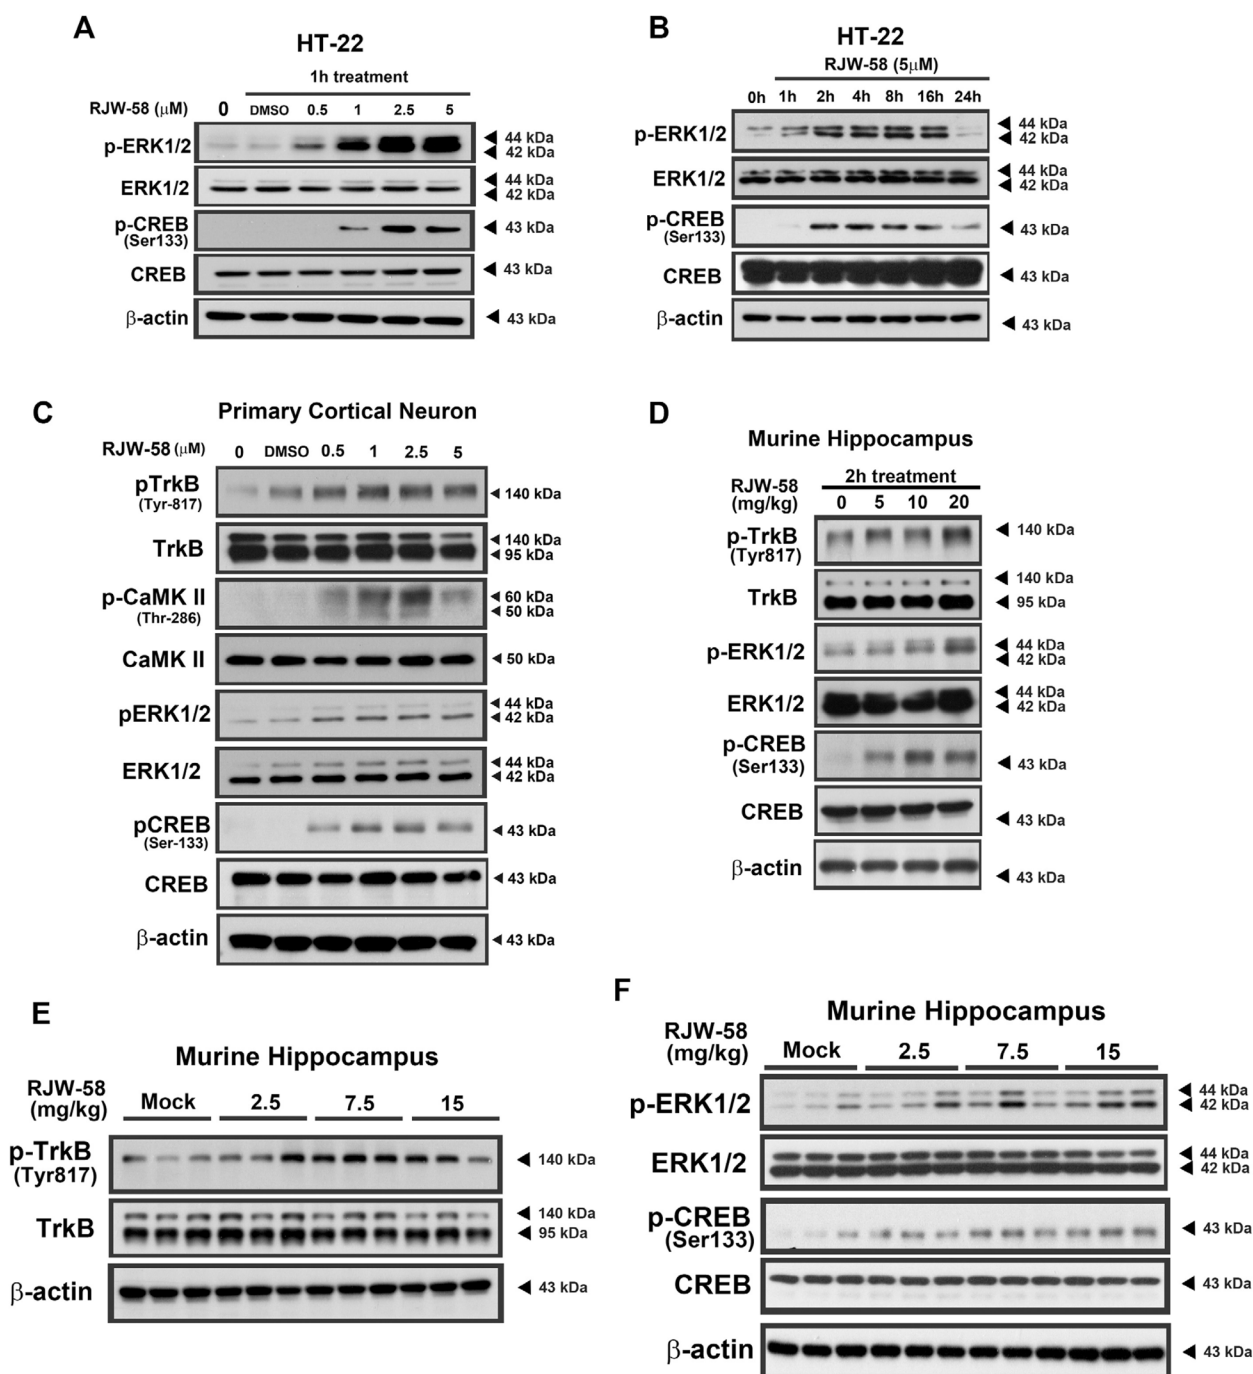 A
HT-22
1h treatment
RJW-58 (μM) 0 DMSO 0.5 1 2.5 5
p-ERK1/2 44 kDa
42 kDa
ERK1/2 44 kDa
42 kDa
p-CREB
(Ser133) 43 kDa
CREB 43 kDa
β-actin 43 kDa
B
HT-22
RJW-58 (5μM)
0h 1h 2h 4h 8h 16h 24h
p-ERK1/2 44 kDa
42 kDa
ERK1/2 44 kDa
42 kDa
p-CREB
(Ser133) 43 kDa
CREB 43 kDa
β-actin 43 kDa
C
Primary Cortical Neuron
RJW-58 (μM) 0 DMSO 0.5 1 2.5 5
pTrkB
(Tyr-817) 140 kDa
TrkB 140 kDa
95 kDa
p-CaMK II 60 kDa
(Thr-286) 50 kDa
CaMK II 50 kDa
pERK1/2 44 kDa
42 kDa
ERK1/2 44 kDa
42 kDa
pCREB
(Ser-133) 43 kDa
CREB 43 kDa
β-actin 43 kDa
D
Murine Hippocampus
2h treatment
RJW-58
(mg/kg) 0 5 10 20
p-TrkB 140 kDa
(Tyr817)
TrkB 140 kDa
95 kDa
p-ERK1/2 44 kDa
42 kDa
ERK1/2 44 kDa
42 kDa
p-CREB
(Ser133) 43 kDa
CREB 43 kDa
β-actin 43 kDa
E
Murine Hippocampus
RJW-58
(mg/kg) Mock 2.5 7.5 15
p-TrkB 140 kDa
(Tyr817)
TrkB 140 kDa
95 kDa
β-actin 43 kDa
F
Murine Hippocampus
RJW-58
(mg/kg) Mock 2.5 7.5 15
p-ERK1/2 44 kDa
42 kDa
ERK1/2 44 kDa
42 kDa
p-CREB 43 kDa
(Ser133)
CREB 43 kDa
β-actin 43 kDa